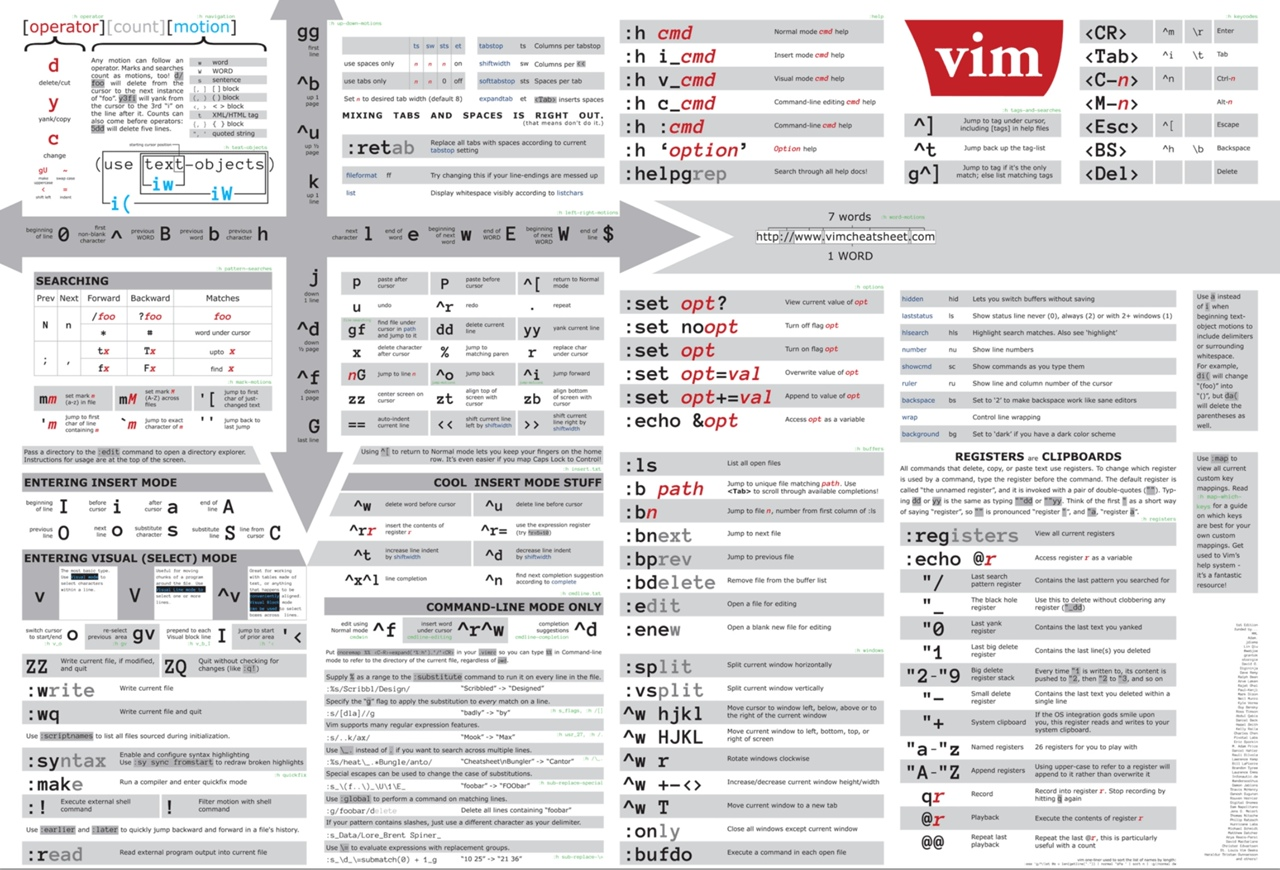 [operator][count][motion]
:h operator
:h navigation
d
delete/cut
y
yank/copy
c
change
gU
make uppercase
~
swap case
<
shift left
=
indent
Any motion can follow an
operator. Marks and searches
count as motions, too! d/
foo will delete from the
cursor to the next instance
of "foo". y3fi will yank from
the cursor to the 3rd "i" on
the line after it. Counts can
also come before operators:
5dd will delete five lines.
w word
W WORD
s sentence
[, ] [ ] block
(, ) ( ) block
<, > < > block
t XML/HTML tag
{, } { } block
", ' quoted string
:h text-objects
starting cursor position
(use text-objects)
iw
iW
i(
gg
first line
^b
up 1 page
^u
up ½ page
k
up 1 line
:h up-down-motions
ts sw sts et
use spaces only n n n on
use tabs only n n 0 off
Set n to desired tab width (default 8)
tabstop ts Columns per tabstop
shiftwidth sw Columns per <<
softtabstop sts Spaces per tab
expandtab et <Tab> inserts spaces
MIXING TABS AND SPACES IS RIGHT OUT.
(that means don't do it.)
:retab
Replace all tabs with spaces according to current
tabstop setting
fileformat ff Try changing this if your line-endings are messed up
list Display whitespace visibly according to listchars
:h left-right-motions
:help
:h cmd Normal mode cmd help
:h i_cmd Insert mode cmd help
:h v_cmd Visual mode cmd help
:h c_cmd Command-line editing cmd help
:h :cmd Command-line cmd help
:h 'option' Option help
:helpgrep Search through all help docs!
vim
:h tags-and-searches
^] Jump to tag under cursor,
including [tags] in help files
^t Jump back up the tag-list
g^] Jump to tag if it's the only
match; else list matching tags
:h keycodes
<CR> ^m \r Enter
<Tab> ^i \t Tab
<C-n> ^n Ctrl-n
<M-n> Alt-n
<Esc> ^[ Escape
<BS> ^h \b Backspace
<Del> Delete
beginning of line 0
first non-blank character ^
previous WORD B
previous word b
previous character h
next character l
end of word e
beginning of next word w
end of WORD E
beginning of next WORD W
end of line $
7 words
:h word-motions
http://www.vimcheatsheet.com
1 WORD
:h pattern-searches
SEARCHING
Prev Next Forward Backward Matches
N n /foo ?foo foo
* # word under cursor
; , tx Tx upto x
fx Fx find x
:h mark-motions
mm set mark m (a-z) in file
mM set mark M (A-Z) across files
'[ jump to first char of just-changed text
'm jump to first char of line containing m
`m jump to exact character of m
'' jump back to last jump
j
down 1 line
^d
down ½ page
^f
down 1 page
G
last line
p paste after cursor
P paste before cursor
^[ return to Normal mode
u undo
^r redo
. repeat
gf find file under cursor in path and jump to it
dd delete current line
yy yank current line
x delete character after cursor
% jump to matching paren
r replace char under cursor
nG jump to line n
^o jump back
^i jump forward
zz center screen on cursor
zt align top of screen with cursor
zb align bottom of screen with cursor
== auto-indent current line
<< shift current line left by shiftwidth
>> shift current line right by shiftwidth
Pass a directory to the :edit command to open a directory explorer.
Instructions for usage are at the top of the screen.
Using ^[ to return to Normal mode lets you keep your fingers on the home
row. It's even easier if you map Caps Lock to Control!
:h insert.txt
ENTERING INSERT MODE
beginning of line I
before cursor i
after cursor a
end of line A
previous line O
next line o
substitute char s
substitute line S
line from cursor C
ENTERING VISUAL (SELECT) MODE
v
The most basic type.
Use Visual mode to
select characters
within a line.
V
Useful for moving
chunks of a program
around the file. Use
Visual Line mode to
select one or more
lines.
^v
Great for working
with tables made of
text, or anything
that happens to be
conveniently aligned.
Visual Block mode
can be used to select
items across lines.
switch cursor to start/end o
re-select previous area gv
prepend to each Visual block line I
jump to start of prior area '<
COOL INSERT MODE STUFF
^w delete word before cursor
^u delete line before cursor
^rr insert the contents of register r
^r= use the expression register
^t increase line indent by shiftwidth
^d decrease line indent by shiftwidth
^x^l line completion
^n find next completion suggestion according to complete
:h cmdline.txt
COMMAND-LINE MODE ONLY
edit using Normal mode ^f
insert word under cursor ^r^w
completion suggestions ^d
ZZ Write current file, if modified, and quit
ZQ Quit without checking for changes (like :q!)
:write Write current file
:wq Write current file and quit
Use :scriptnames to list all files sourced during initialization.
:syntax Enable and configure syntax highlighting
Use :sy sync fromstart to redraw broken highlights
:h quickfix
:make Run a compiler and enter quickfix mode
:! Execute external shell command
! Filter motion with shell command
Use :earlier and :later to quickly jump backward and forward in a file's history.
:read Read external program output into current file
mode to refer to the directory of the current file, regardless of pwd.
Supply % as a range to the :substitute command to run it on every line in the file.
:%s/Scribbl/Design/ "Scribbled" -> "Designed"
Specify the "g" flag to apply the substitution to every match on a line.
:s/[dla]//g "badly" -> "by"
Vim supports many regular expression features.
:s/..k/ax/ "Mook" -> "Max"
Use \_. instead of . if you want to search across multiple lines.
:%s/heat\_.*Bungler/anto/ "Cheatsheet\nBungler" -> "Cantor"
Special escapes can be used to change the case of substitutions.
:s_\(f..\)_\U\1\E_ "foobar" -> "FOObar"
Use :global to perform a command on matching lines.
:g/foobar/delete Delete all lines containing "foobar"
If your pattern contains slashes, just use a different character as your delimiter.
:s_Data/Lore_Brent Spiner_
Use \= to evaluate expressions with replacement groups.
:s_\d_\=submatch(0) + 1_g "10 25" -> "21 36"
:h options
:set opt? View current value of opt
:set noopt Turn off flag opt
:set opt Turn on flag opt
:set opt=val Overwrite value of opt
:set opt+=val Append to value of opt
:echo &opt Access opt as a variable
:h buffers
:ls List all open files
:b path Jump to unique file matching path. Use
<Tab> to scroll through available completions!
:bn Jump to file n, number from first column of :ls
:bnext Jump to next file
:bprev Jump to previous file
:bdelete Remove file from the buffer list
:edit Open a file for editing
:enew Open a blank new file for editing
:h windows
:split Split current window horizontally
:vsplit Split current window vertically
^w hjkl Move cursor to window left, below, above or to
the right of the current window
^w HJKL Move current window to left, bottom, top, or
right of screen
^w r Rotate windows clockwise
^w +-<> Increase/decrease current window height/width
^w T Move current window to a new tab
:only Close all windows except current window
:bufdo Execute a command in each open file
hidden hid Lets you switch buffers without saving
laststatus ls Show status line never (0), always (2) or with 2+ windows (1)
hlsearch hls Highlight search matches. Also see 'highlight'
number nu Show line numbers
showcmd sc Show commands as you type them
ruler ru Show line and column number of the cursor
backspace bs Set to '2' to make backspace work like sane editors
wrap Control line wrapping
background bg Set to 'dark' if you have a dark color scheme
REGISTERS are CLIPBOARDS
All commands that delete, copy, or paste text use registers. To change which register
is used by a command, type the register before the command. The default register is
called "the unnamed register", and it is invoked with a pair of double-quotes (""). Typ-
ing dd or yy is the same as typing ""dd or ""yy. Think of the first " as a short way
of saying "register", so "" is pronounced "register "", and "a, "register a".
:h registers
:registers View all current registers
:echo @r Access register r as a variable
"/ Last search pattern register Contains the last pattern you searched for
"_ The black hole register Use this to delete without clobbering any
register ("_dd)
"0 Last yank register Contains the last text you yanked
"1 Last big delete register Contains the last line(s) you deleted
"2-"9 Big delete register stack Every time "1 is written to, its content is
pushed to "2, then "2 to "3, and so on
"- Small delete register Contains the last text you deleted within a
single line
"+ System clipboard If the OS integration gods smile upon
you, this register reads and writes to your
system clipboard.
"a-"z Named registers 26 registers for you to play with
"A-"Z Append registers Using upper-case to refer to a register will
append to it rather than overwrite it
qr Record Record into register r. Stop recording by
hitting q again
@r Playback Execute the contents of register r
@@ Repeat last playback Repeat the last @r, this is particularly
useful with a count
Use a instead
of i when
beginning text-
object motions to
include delimiters
or surrounding
whitespace.
For example,
di( will change
"(foo)" into
"()", but da(
will delete the
parentheses as
well.
Use :map to
view all current
key mappings. Read
:h map-which-
keys for a guide
on which keys
are best for your
own custom
mappings. Get
used to Vim's
help system -
it's a fantastic
resource!